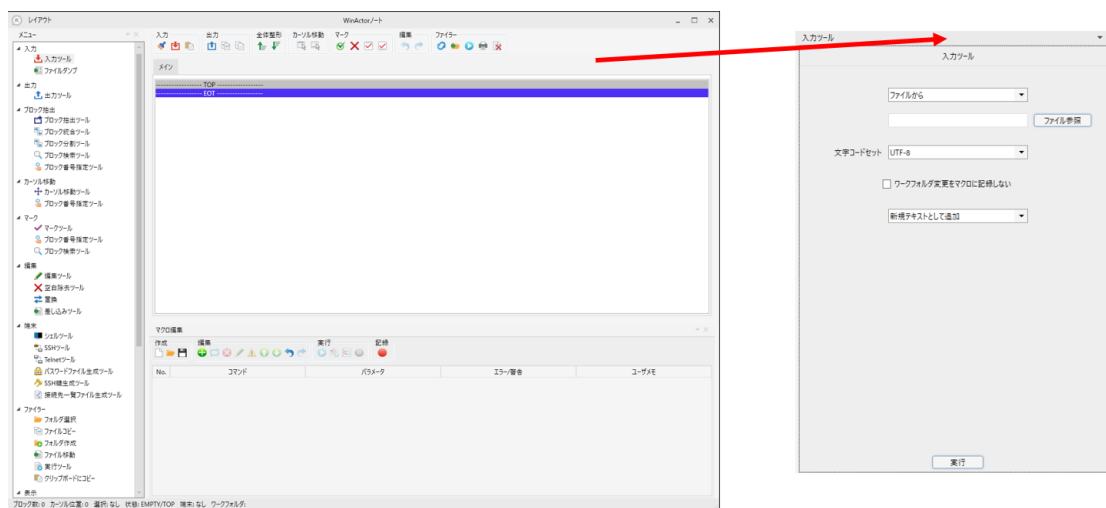 レイアウト
WinActorノート
メニュー
入力
入力ツール
ファイルダンプ
出力
出力ツール
ブロック抽出
ブロック抽出ツール
ブロック統合ツール
ブロック分割ツール
ブロック検索ツール
ブロック番号指定ツール
カーソル移動
カーソル移動ツール
ブロック番号指定ツール
マーク
マークツール
ブロック番号指定ツール
ブロック検索ツール
編集
編集ツール
空白除去ツール
置換
差し込みツール
端末
シェルツール
SSHツール
Telnetツール
パスワードファイル生成ツール
SSH鍵生成ツール
接続先一覧ファイル生成ツール
ファイラー
フォルダ選択
ファイルコピー
フォルダ作成
ファイル移動
実行ツール
クリップボードにコピー
表示
入力 出力 全体整形 カーソル移動 マーク 編集 ファイラー
メイン
------------------ TOP ------------------
------------------ EOT ------------------
マクロ編集
作成 編集 実行 記録
No. コマンド パラメータ エラー/警告 ユーザメモ
ブロック数: 0 カーソル位置: 0 選択: なし 状態: EMPTY/TOP 端末: なし ワークフォルダ:
入力ツール
入力ツール
ファイルから
ファイル参照
文字コードセット UTF-8
ワークフォルダ変更をマクロに記録しない
新規テキストとして追加
実行